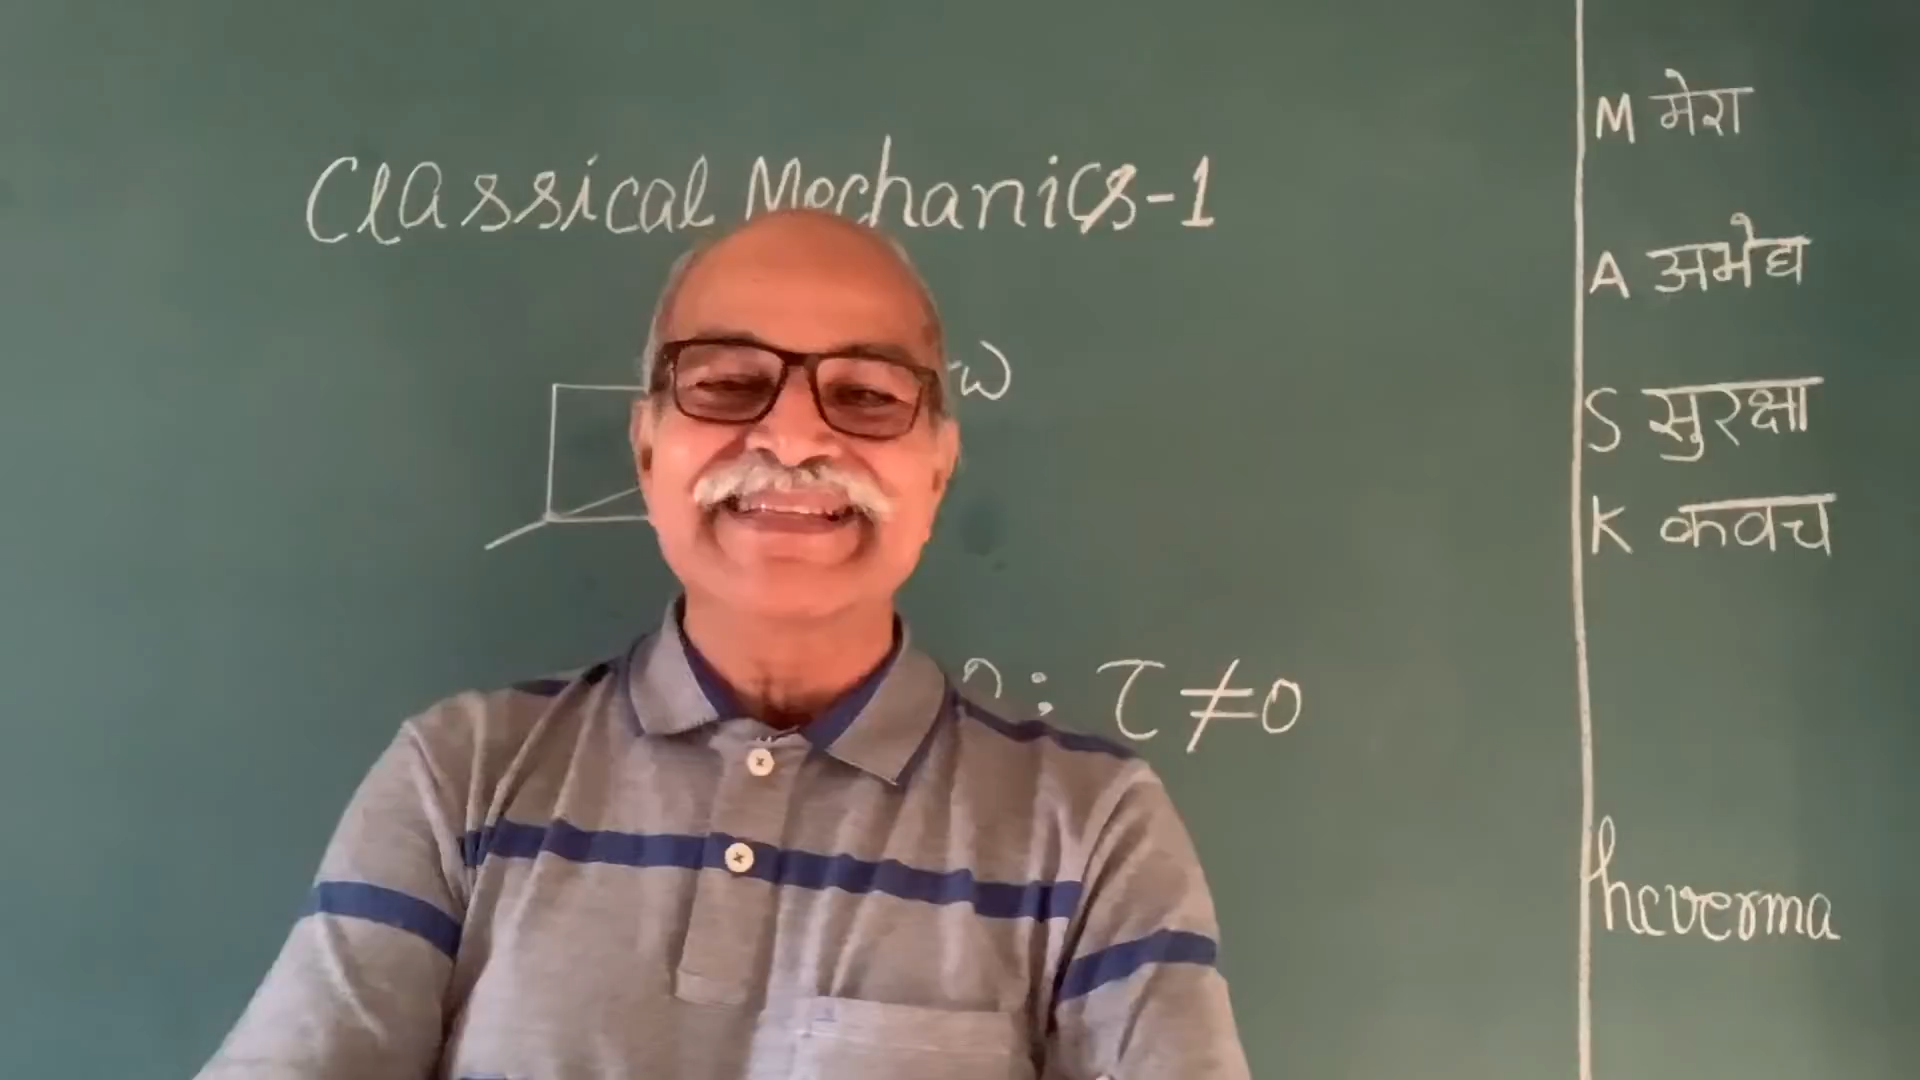 Classical Mechanics-1
ω
: τ ≠ 0
M मेरा
A अभेद्य
S सुरक्षा
K कवच
hcverma